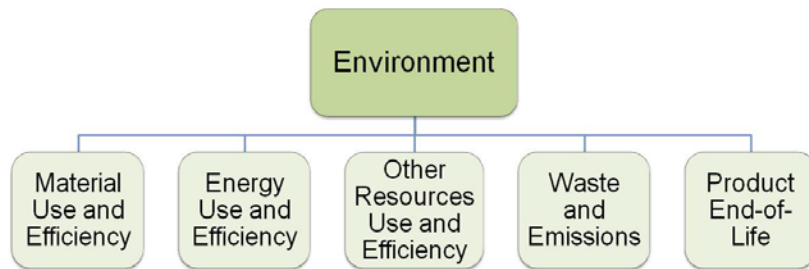 Environment
Material
Use and
Efficiency
Energy
Use and
Efficiency
Other
Resources
Use and
Efficiency
Waste
and
Emissions
Product
End-of-
Life